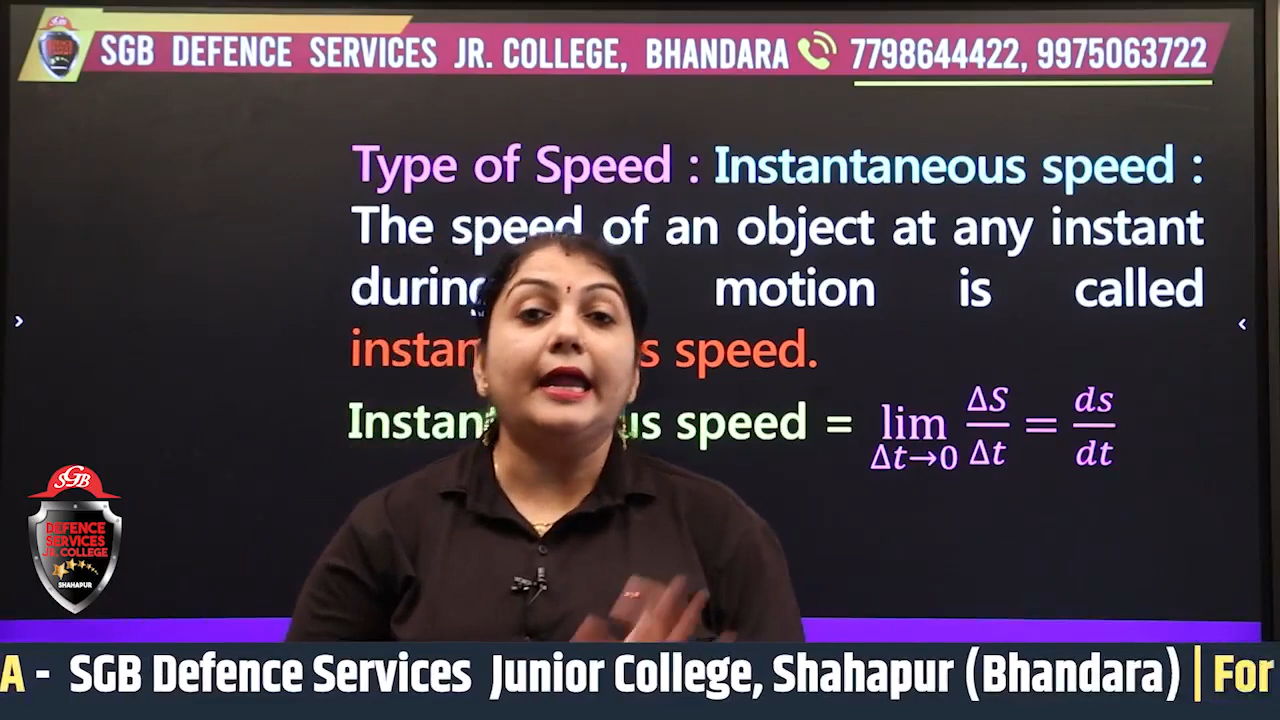 SGB DEFENCE SERVICES JR. COLLEGE, BHANDARA 7798644422, 9975063722
Type of Speed : Instantaneous speed :
The speed of an object at any instant
during motion is called
speed.
speed = lim Δt→0 ΔS/Δt = ds/dt
SGB
DEFENCE
SERVICES
JR. COLLEGE
SHAHAPUR
A - SGB Defence Services Junior College, Shahapur (Bhandara) | For